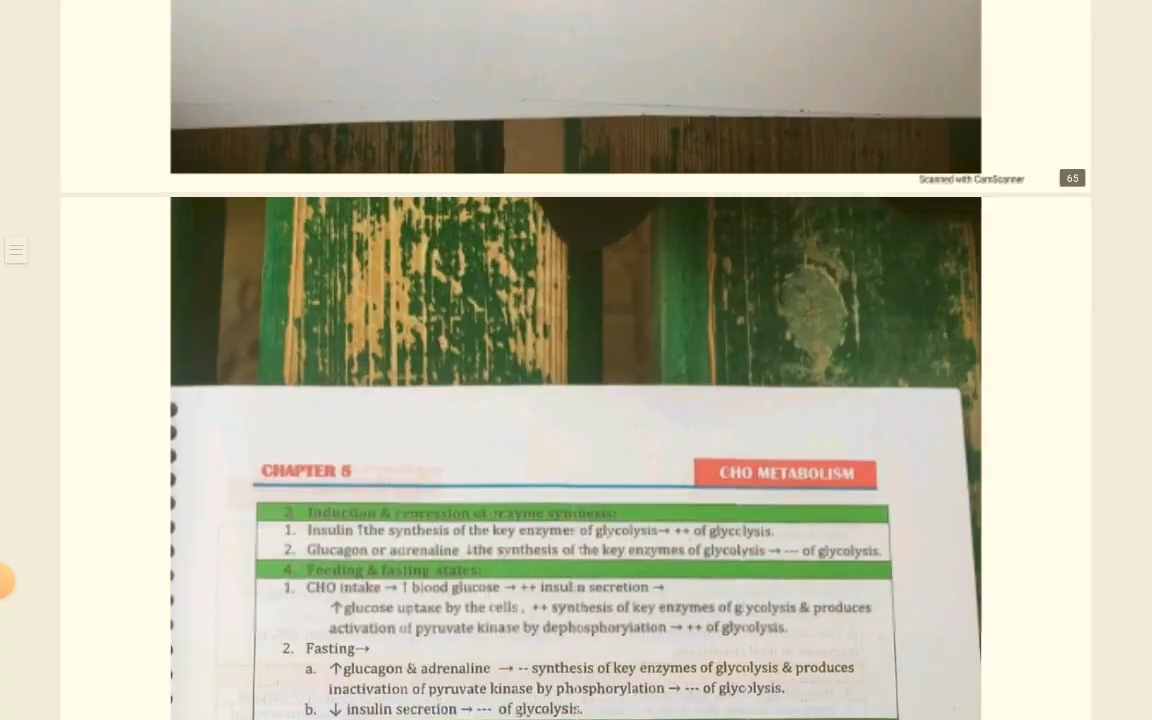 Scanned with CamScanner
65
CHAPTER 5
CHO METABOLISM
3. Induction & repression of enzyme synthesis:
1. Insulin ↑the synthesis of the key enzymes of glycolysis→ ++ of glycolysis.
2. Glucagon or adrenaline ↓the synthesis of the key enzymes of glycolysis → --- of glycolysis.
4. Feeding & fasting states:
1. CHO intake → ↑ blood glucose → ++ insulin secretion →
↑glucose uptake by the cells , ++ synthesis of key enzymes of glycolysis & produces
activation of pyruvate kinase by dephosphorylation → ++ of glycolysis.
2. Fasting→
a. ↑glucagon & adrenaline → -- synthesis of key enzymes of glycolysis & produces
inactivation of pyruvate kinase by phosphorylation → --- of glycolysis.
b. ↓ insulin secretion → --- of glycolysis.